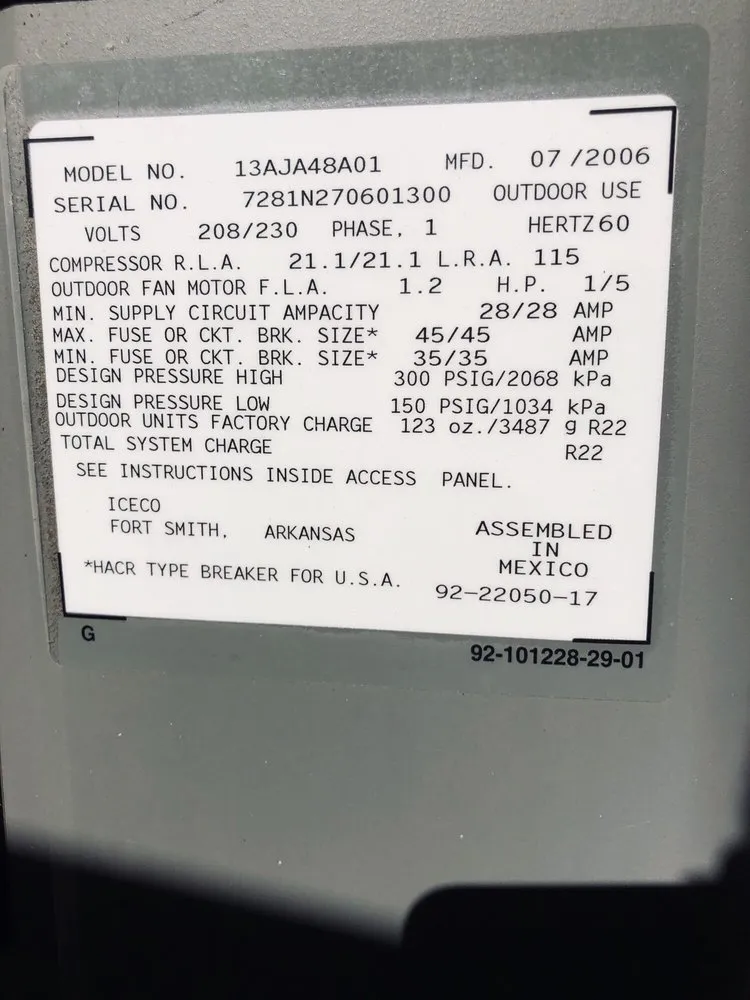 MODEL NO. 13AJA48A01 MFD. 07/2006
SERIAL NO. 7281N270601300 OUTDOOR USE
VOLTS 208/230 PHASE. 1 HERTZ 60
COMPRESSOR R.L.A. 21.1/21.1 L.R.A. 115
OUTDOOR FAN MOTOR F.L.A. 1.2 H.P. 1/5
MIN. SUPPLY CIRCUIT AMPACITY 28/28 AMP
MAX. FUSE OR CKT. BRK. SIZE* 45/45 AMP
MIN. FUSE OR CKT. BRK. SIZE* 35/35 AMP
DESIGN PRESSURE HIGH 300 PSIG/2068 kPa
DESIGN PRESSURE LOW 150 PSIG/1034 kPa
OUTDOOR UNITS FACTORY CHARGE 123 oz./3487 g R22
TOTAL SYSTEM CHARGE R22
SEE INSTRUCTIONS INSIDE ACCESS PANEL.
ICECO
FORT SMITH, ARKANSAS
ASSEMBLED
IN
MEXICO
*HACR TYPE BREAKER FOR U.S.A.
92-22050-17
G
92-101228-29-01